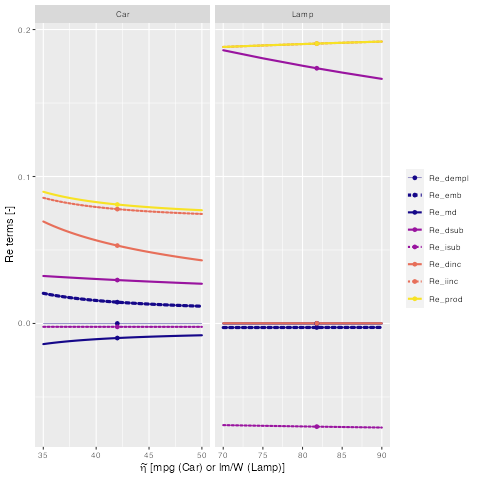 Car
Lamp
0.2
0.1
0.0
Re terms [-]
35
40
45
50
70
75
80
85
90
η̃ [mpg (Car) or lm/W (Lamp)]
Re_dempl
Re_emb
Re_md
Re_dsub
Re_isub
Re_dinc
Re_iinc
Re_prod